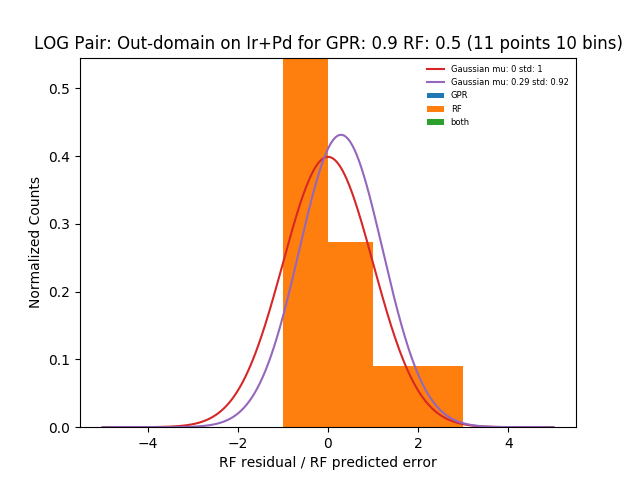 LOG Pair: Out-domain on Ir+Pd for GPR: 0.9 RF: 0.5 (11 points 10 bins)
Gaussian mu: 0 std: 1
Gaussian mu: 0.29 std: 0.92
GPR
RF
both
Normalized Counts
0.5
0.4
0.3
0.2
0.1
0.0
−4 −2 0 2 4
RF residual / RF predicted error